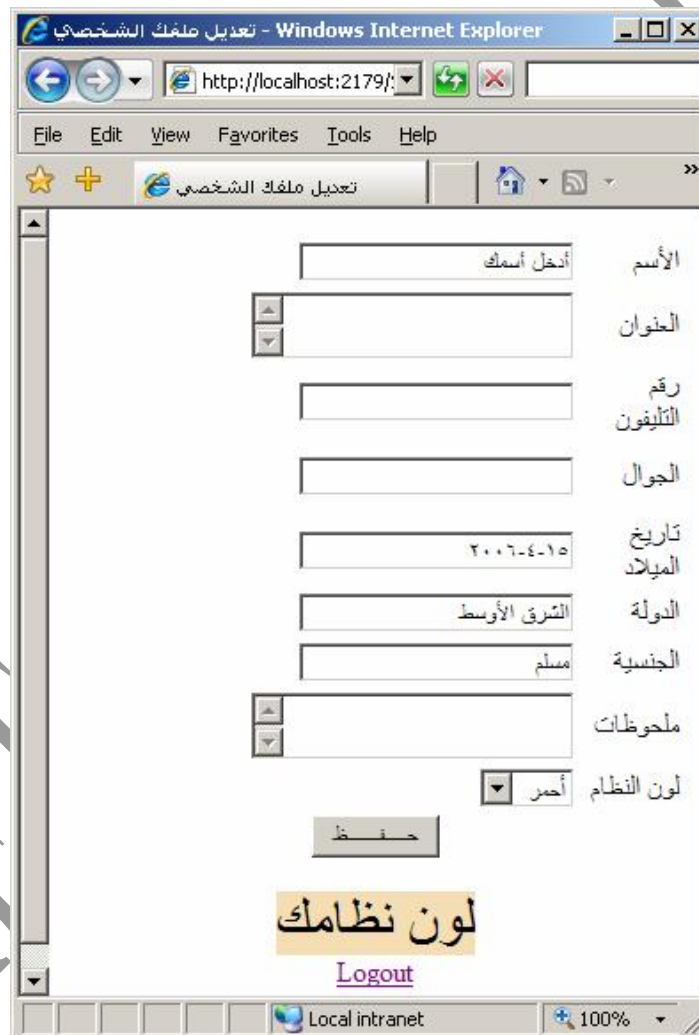 تعديل ملفك الشخصي - Windows Internet Explorer
http://localhost:2179/
File Edit View Favorites Tools Help
تعديل ملفك الشخصي
»
الأسم أدخل أسمك
العنوان
رقم
التليفون
الجوال
تاريخ
الميلاد ١٥-٤-٢٠٠٦
الدولة الشرق الأوسط
الجنسية مسلم
ملحوظات
لون النظام أحمر
حـــفـــــظ
لون نظامك
Logout
Local intranet 100%